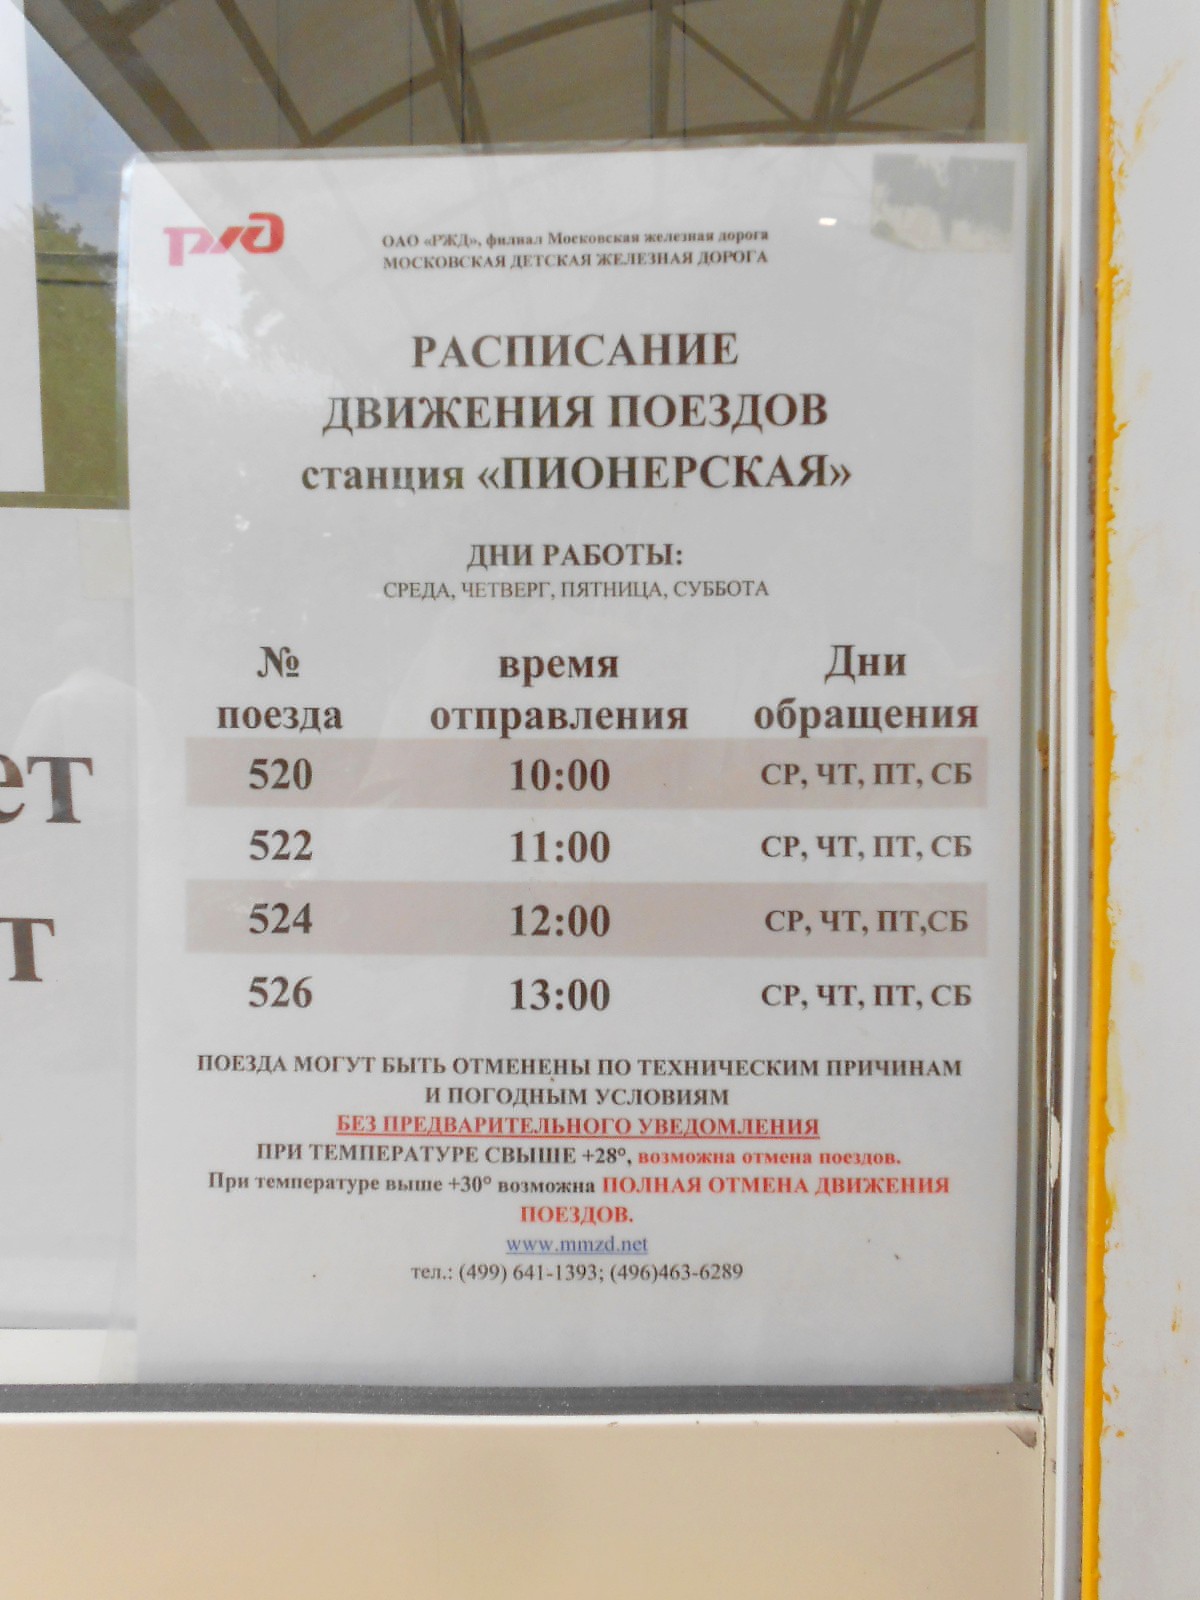 ржд
ОАО «РЖД», филиал Московская железная дорога
МОСКОВСКАЯ ДЕТСКАЯ ЖЕЛЕЗНАЯ ДОРОГА
РАСПИСАНИЕ
ДВИЖЕНИЯ ПОЕЗДОВ
станция «ПИОНЕРСКАЯ»
ДНИ РАБОТЫ:
СРЕДА, ЧЕТВЕРГ, ПЯТНИЦА, СУББОТА
№ время Дни
поезда отправления обращения
520 10:00 СР, ЧТ, ПТ, СБ
522 11:00 СР, ЧТ, ПТ, СБ
524 12:00 СР, ЧТ, ПТ,СБ
526 13:00 СР, ЧТ, ПТ, СБ
ПОЕЗДА МОГУТ БЫТЬ ОТМЕНЕНЫ ПО ТЕХНИЧЕСКИМ ПРИЧИНАМ
И ПОГОДНЫМ УСЛОВИЯМ
БЕЗ ПРЕДВАРИТЕЛЬНОГО УВЕДОМЛЕНИЯ
ПРИ ТЕМПЕРАТУРЕ СВЫШЕ +28°, возможна отмена поездов.
При температуре выше +30° возможна ПОЛНАЯ ОТМЕНА ДВИЖЕНИЯ
ПОЕЗДОВ.
www.mmzd.net
тел.: (499) 641-1393; (496)463-6289